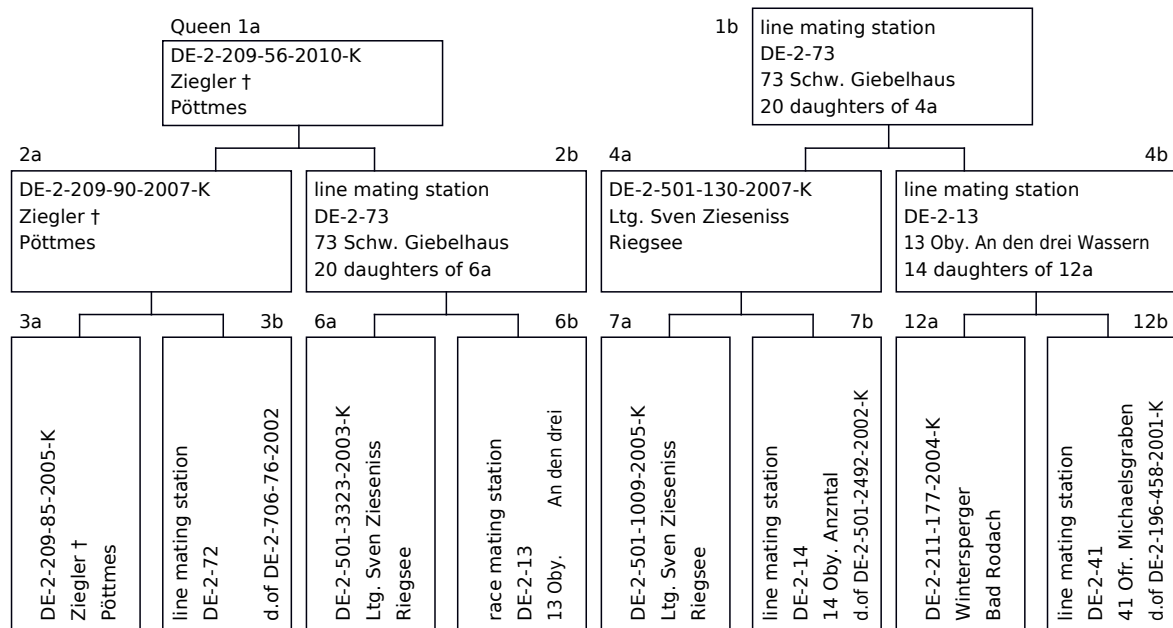 Queen 1a
DE-2-209-56-2010-K
Ziegler †
Pöttmes
1b
line mating station
DE-2-73
73 Schw. Giebelhaus
20 daughters of 4a
2a
DE-2-209-90-2007-K
Ziegler †
Pöttmes
2b
line mating station
DE-2-73
73 Schw. Giebelhaus
20 daughters of 6a
4a
DE-2-501-130-2007-K
Ltg. Sven Zieseniss
Riegsee
4b
line mating station
DE-2-13
13 Oby. An den drei Wassern
14 daughters of 12a
3a
DE-2-209-85-2005-K
Ziegler †
Pöttmes
3b
line mating station
DE-2-72
d.of DE-2-706-76-2002
6a
DE-2-501-3323-2003-K
Ltg. Sven Zieseniss
Riegsee
6b
race mating station
DE-2-13
13 Oby. An den drei
7a
DE-2-501-1009-2005-K
Ltg. Sven Zieseniss
Riegsee
7b
line mating station
DE-2-14
14 Oby. Anzntal
d.of DE-2-501-2492-2002-K
12a
DE-2-211-177-2004-K
Wintersperger
Bad Rodach
12b
line mating station
DE-2-41
41 Ofr. Michaelsgraben
d.of DE-2-196-458-2001-K